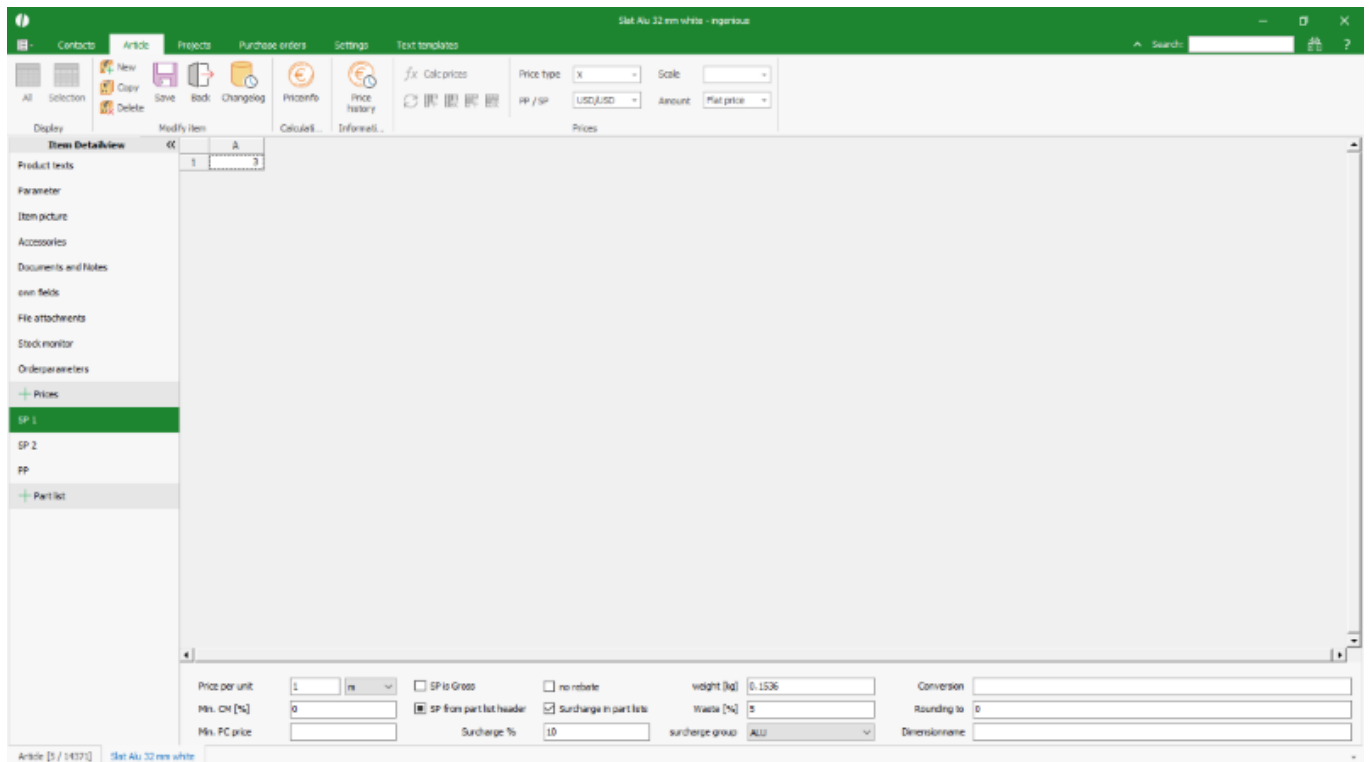 Slat Alu 32 mm white - ingenious
Contacts Article Projects Purchase orders Settings Text templates Search: ?
All Selection New Copy Delete Save Back Changelog Priceinfo Price history fx Calc prices Price type x Scale
PP / SP USD/USD Amount Flat price
Display Modify item Calculati... Informati... Prices
Item Detailview «
A
1 3
Product texts
Parameter
Item picture
Accessories
Documents and Notes
own fields
File attachments
Stock monitor
Orderparameters
Prices
SP 1
SP 2
PP
Part list
Price per unit 1 m SP is Gross no rebate weight [kg] 0.1536 Conversion
Min. CM [%] 0 SP from part list header Surcharge in part lists Waste [%] 5 Rounding to 0
Min. PC price Surcharge % 10 surcharge group ALU Dimensionname
Article [5 / 14371] Slat Alu 32 mm white